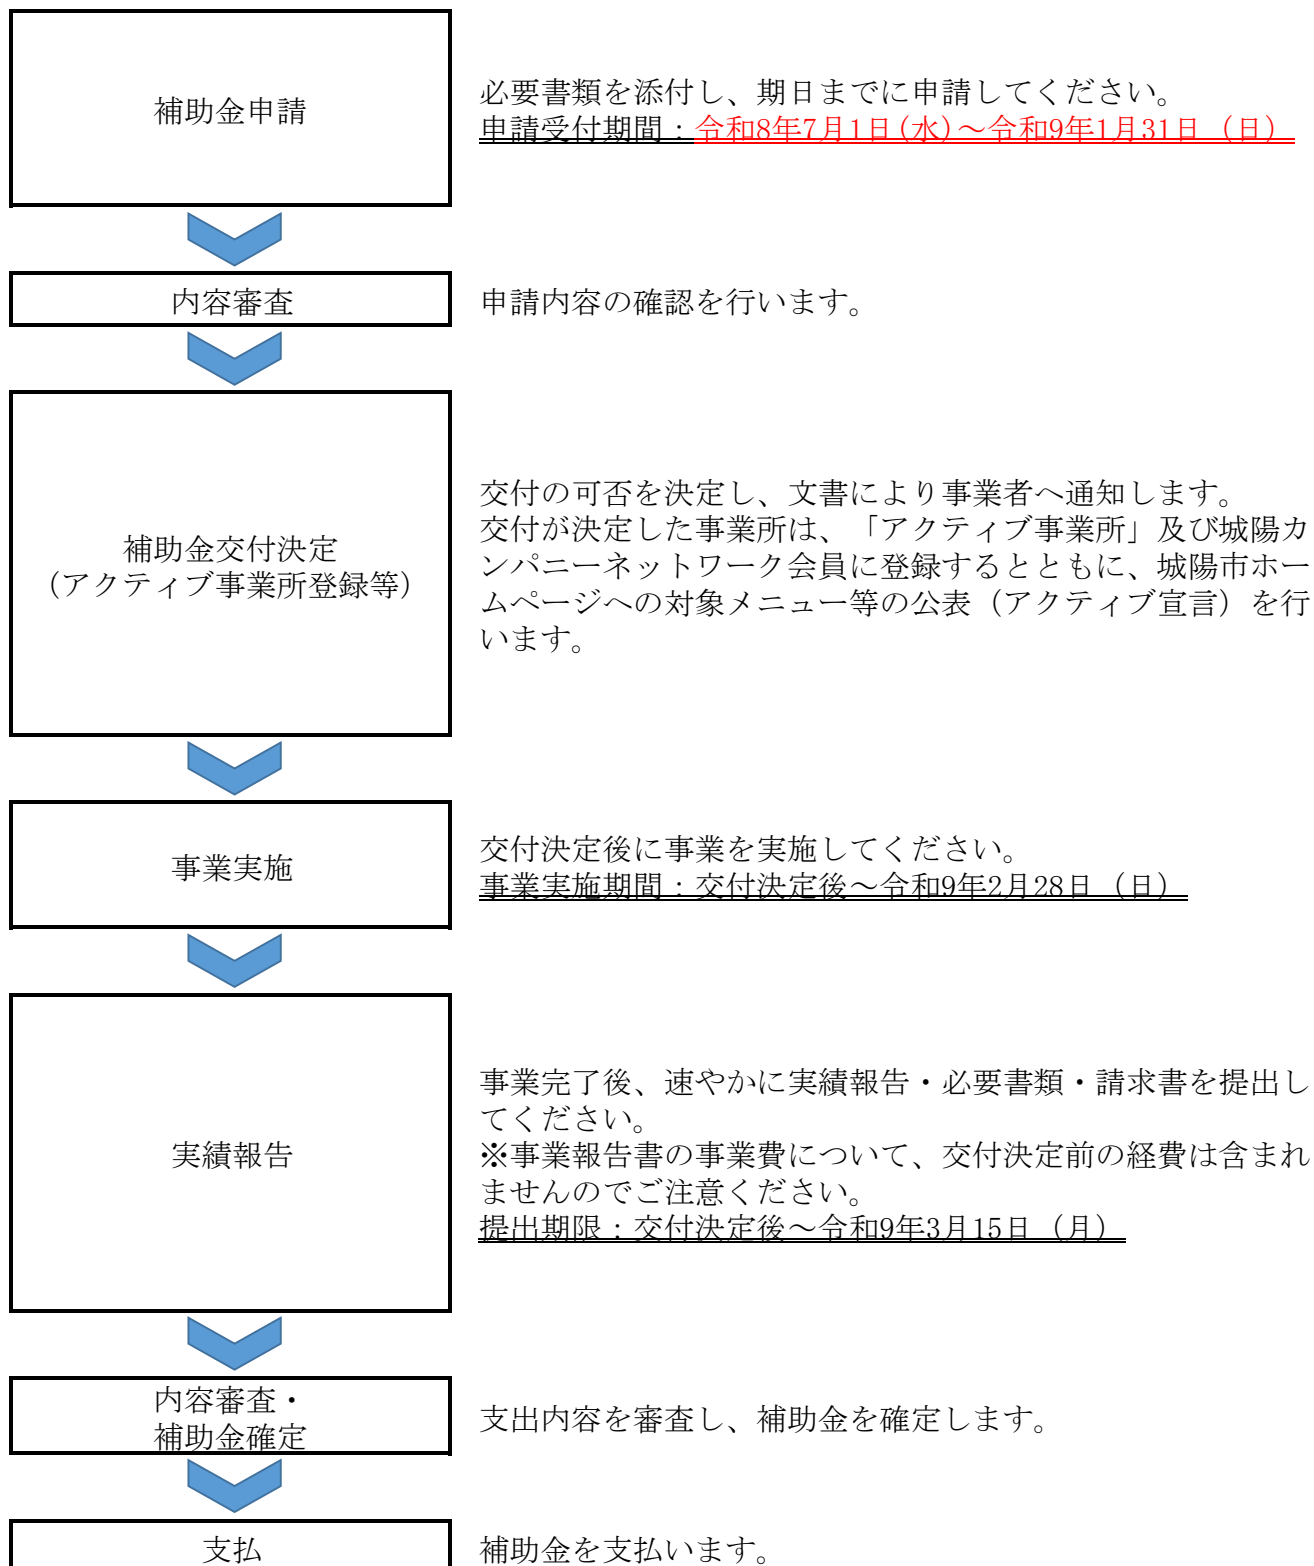 補助金申請
必要書類を添付し、期日までに申請してください。
申請受付期間：令和8年7月1日(水)～令和9年1月31日（日）
内容審査
申請内容の確認を行います。
補助金交付決定
（アクティブ事業所登録等）
交付の可否を決定し、文書により事業者へ通知します。
交付が決定した事業所は、「アクティブ事業所」及び城陽カ
ンパニーネットワーク会員に登録するとともに、城陽市ホー
ムページへの対象メニュー等の公表（アクティブ宣言）を行
います。
事業実施
交付決定後に事業を実施してください。
事業実施期間：交付決定後～令和9年2月28日（日）
実績報告
事業完了後、速やかに実績報告・必要書類・請求書を提出し
てください。
※事業報告書の事業費について、交付決定前の経費は含まれ
ませんのでご注意ください。
提出期限：交付決定後～令和9年3月15日（月）
内容審査・
補助金確定
支出内容を審査し、補助金を確定します。
支払
補助金を支払います。